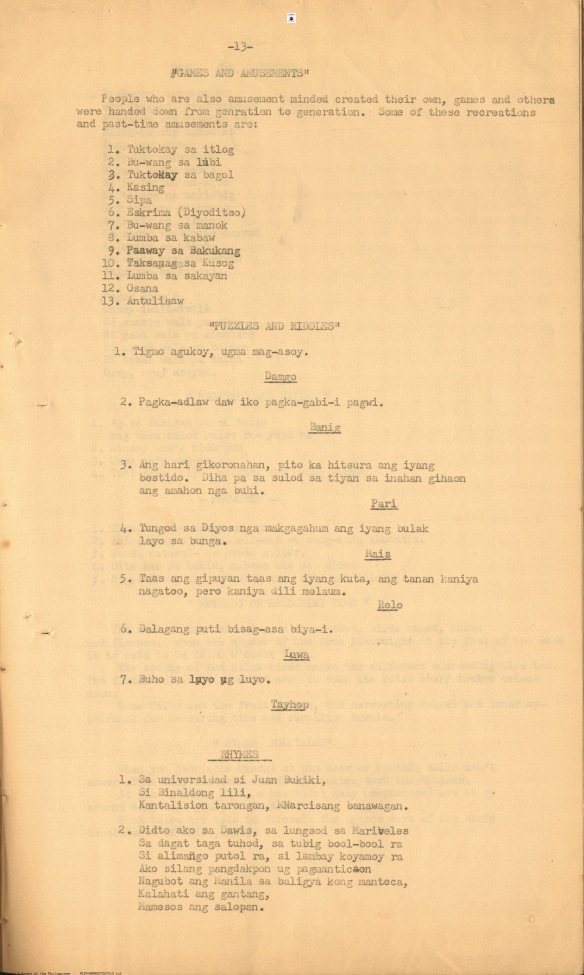 -13-
"GAMES AND AMUSEMENTS"
People who are also amusement minded created their own, games and othera
were handed down from genration to generation. Some of these recreations
and past-time amusements are:
1. Tuktokay sa itlog
2. Bu-wang sa lubi
3. Tuktokay sa bagol
4. Kasing
5. Sipa
6. Eskrima (Diyoditso)
7. Bu-wang sa manok
8. Lumba sa kabaw
9. Paaway sa Bakukang
10. Taksanag sa Kusog
11. Lumba sa sakayan
12. Osana
13. Antulihaw
"PUZZLES AND RIDDLES"
1. Tigmo agukoy, ugma mag-asoy.
Damgo
2. Pagka-adlaw daw iko pagka-gabi-i pagwi.
Banig
3. Ang hari gikoronahan, pito ka hitsura ang iyang
bestido. Diha pa sa sulod sa tiyan sa inahan gihaon
ang amahon nga buhi.
Pari
4. Tungod sa Diyos nga makgagahum ang iyang bulak
layo sa bunga.
Mais
5. Taas ang gipuyan taas ang iyang kuta, ang tanan kaniya
nagatoo, pero kaniya dili molaum.
Relo
6. Dalagang puti bisag-asa biya-i.
Luwa
7. Buho sa luyo ug luyo.
Tayhop
RHYMES
1. Sa universidad si Juan Bukiki,
Si Binaldong lili,
Kantalision tarongan, MNarcisang banawagan.
2. Didto ako sa Dawis, sa lungsod sa Mariveles
Sa dagat taga tuhod, sa tubig bool-bool ra
Si alimaño putol ra, si lambay koyamoy ra
Ako silang pangdakpon ug pagmanticaon
Nagubot ang Manila sa baligya kong manteca,
Kalahati ang gantang,
Mamesos ang salopan.